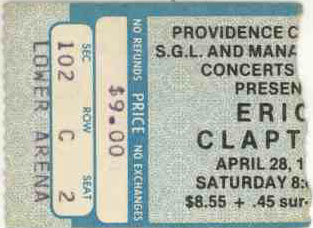 SEC ROW SEAT
102 C 2
LOWER ARENA
NO REFUNDS PRICE NO EXCHANGES
$9.00
PROVIDENCE C
S.G.L. AND MANA
CONCERTS
PRESEN
ERIC
CLAPT
APRIL 28, 1
SATURDAY 8:
$8.55 + .45 sur-